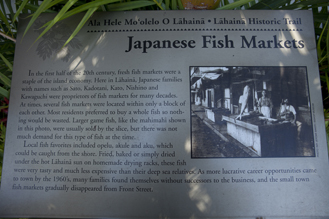 Ala Hele Mo'olelo O Lāhainā • Lāhainā Historic Trail
Japanese Fish Markets
In the first half of the 20th century, fresh fish markets were a
staple of the island economy. Here in Lāhainā, Japanese families
with names such as Sato, Kadotani, Kato, Nishino and
were proprietors of fish markets for many decades.
At times, several fish markets were located within only a block of
each other. Most residents preferred to buy a whole fish so noth-
ing would be wasted. Larger game fish, like the mahimahi shown
in this photo, were usually sold by the slice, but there was not
much demand for this type of fish at the time.
Local fish favorites included opelu, akule and aku, which
could be caught from the shore. Fried, baked or simply dried
under the hot Lāhainā sun on homemade drying racks, these fish
were very tasty and much less expensive than their deep sea relatives. As more lucrative career opportunities came
to town by the 1960's, many families found themselves without successors to the business, and the small town
fish markets gradually disappeared from Front Street.